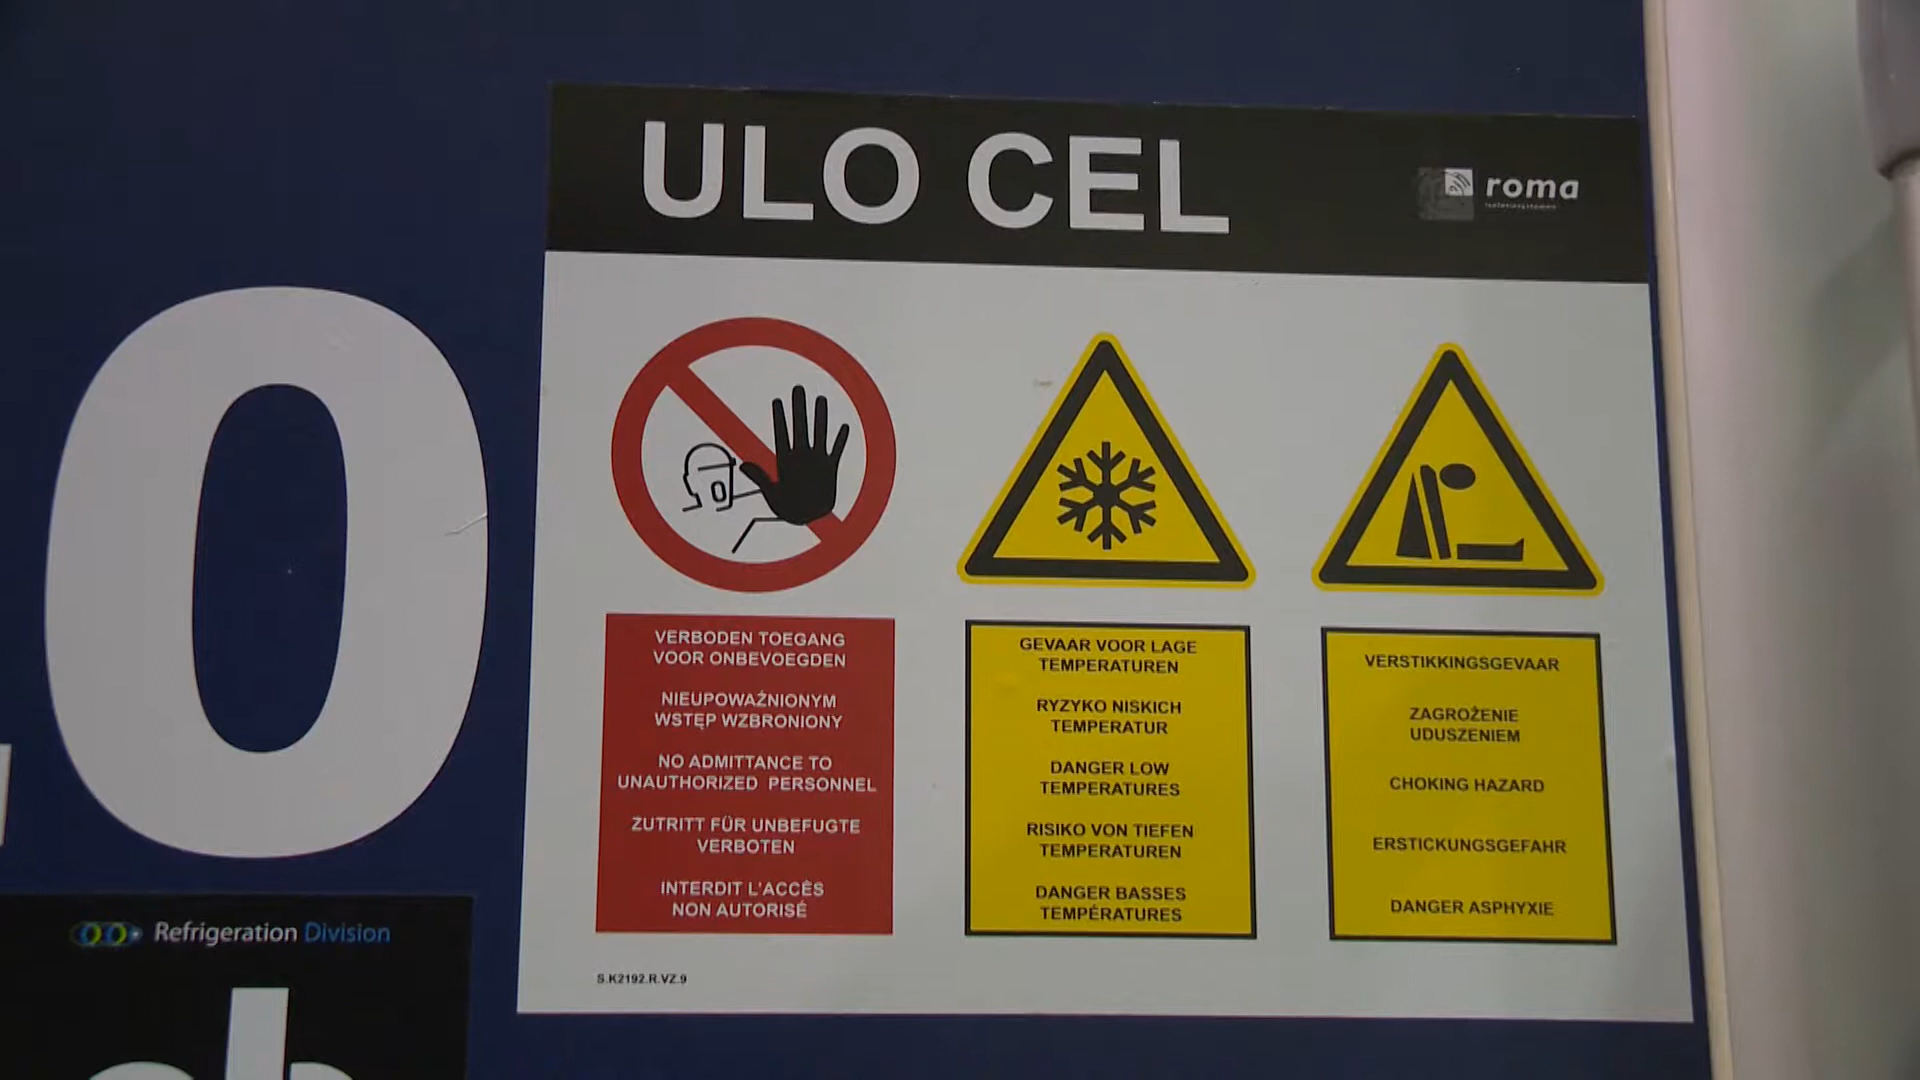 ULO CEL
roma
0
VERBODEN TOEGANG
VOOR ONBEVOEGDEN
NIEUPOWAŻNIONYM
WSTĘP WZBRONIONY
NO ADMITTANCE TO
UNAUTHORIZED PERSONNEL
ZUTRITT FÜR UNBEFUGTE
VERBOTEN
INTERDIT L'ACCÈS
NON AUTORISÉ
GEVAAR VOOR LAGE
TEMPERATUREN
RYZYKO NISKICH
TEMPERATUR
DANGER LOW
TEMPERATURES
RISIKO VON TIEFEN
TEMPERATUREN
DANGER BASSES
TEMPÉRATURES
VERSTIKKINGSGEVAAR
ZAGROŻENIE
UDUSZENIEM
CHOKING HAZARD
ERSTICKUNGSGEFAHR
DANGER ASPHYXIE
S.K2192.R.VZ.9
Refrigeration Division